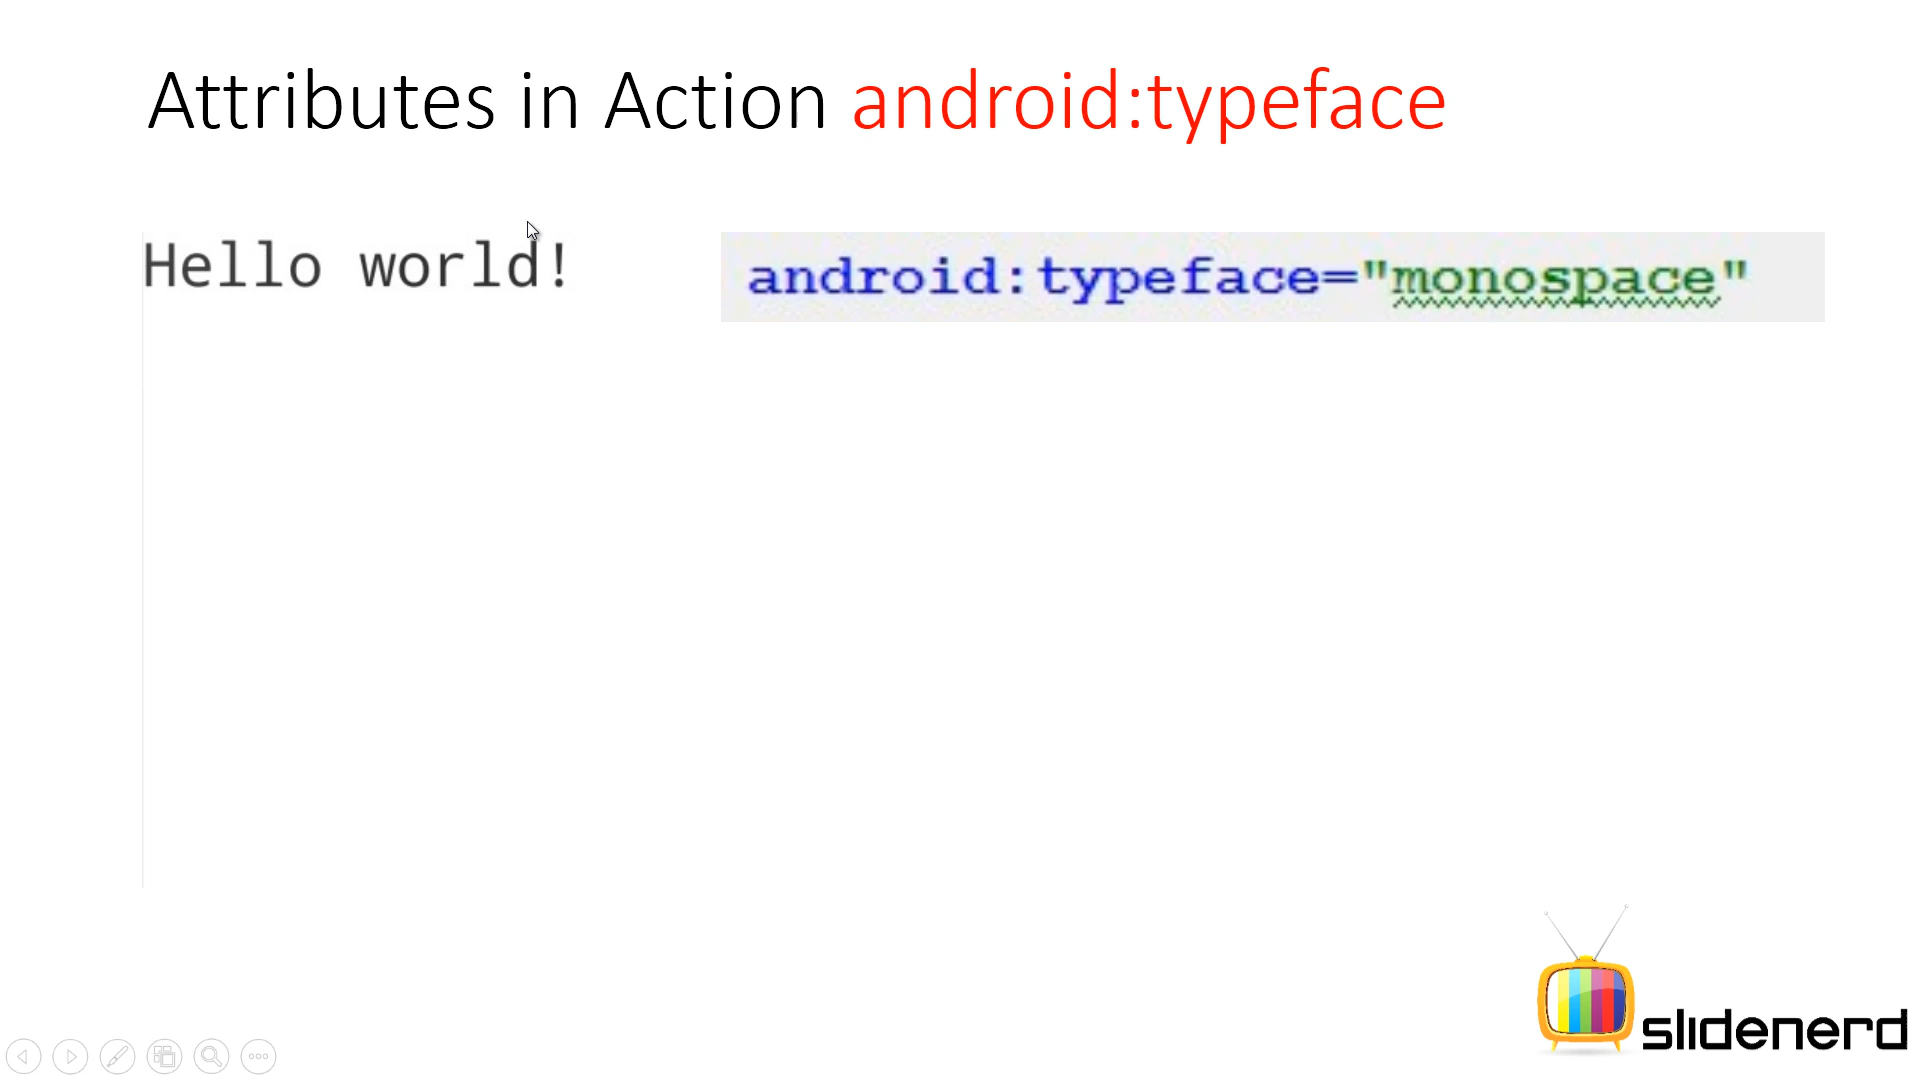 Attributes in Action android:typeface
Hello world!
android:typeface="monospace"
slidenerd